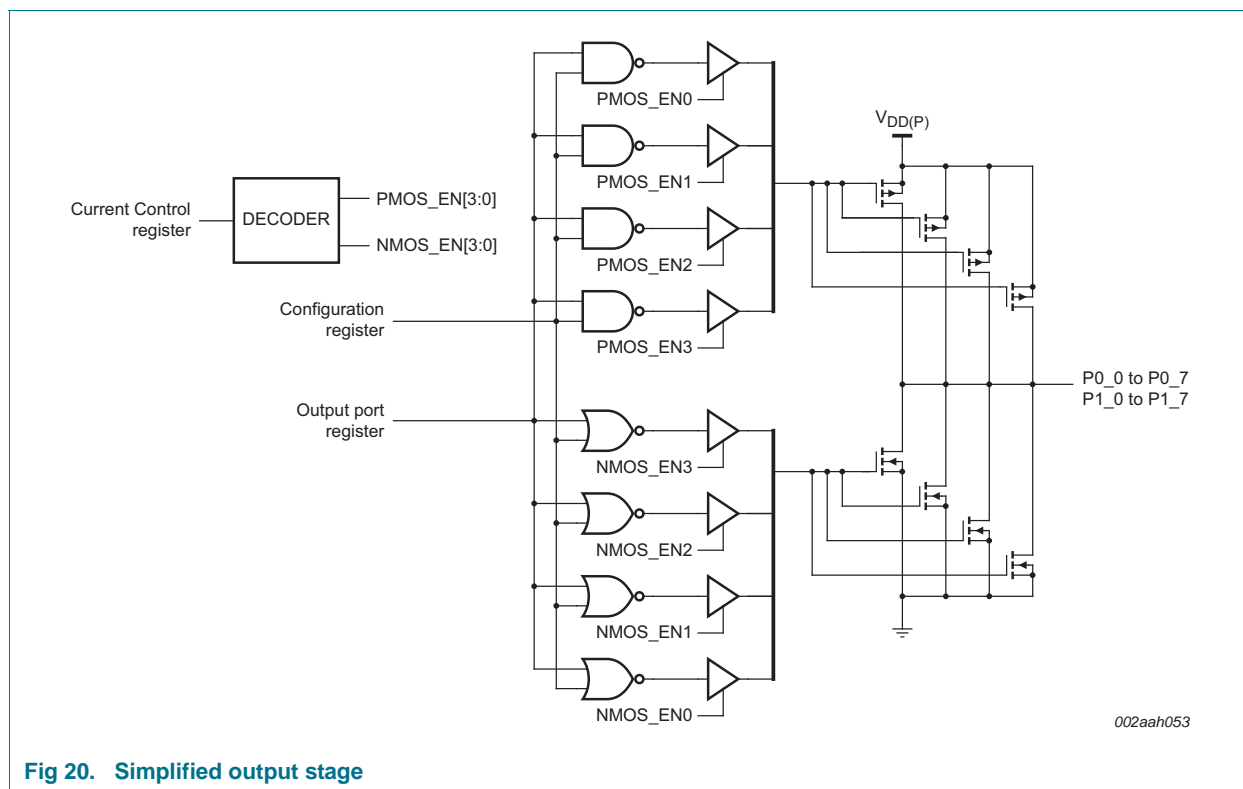 PMOS_EN0
V_DD(P)
PMOS_EN1
Current Control
register
DECODER
PMOS_EN[3:0]
NMOS_EN[3:0]
PMOS_EN2
Configuration
register
PMOS_EN3
P0_0 to P0_7
P1_0 to P1_7
Output port
register
NMOS_EN3
NMOS_EN2
NMOS_EN1
NMOS_EN0
002aah053
Fig 20. Simplified output stage